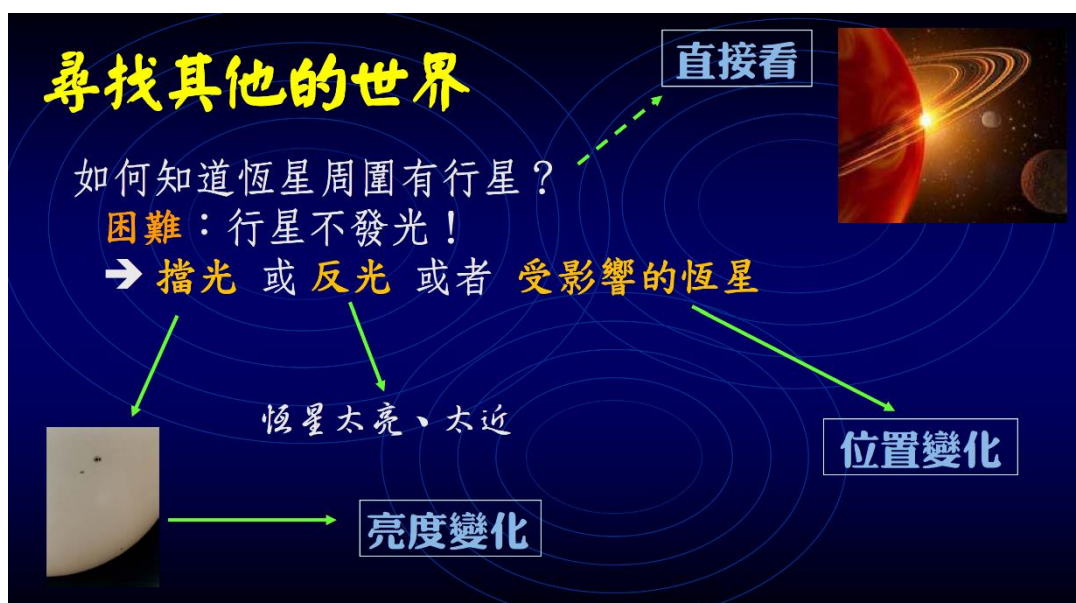 尋找其他的世界
直接看
如何知道恆星周圍有行星？
困難：行星不發光！
➔ 擋光 或 反光 或者 受影響的恆星
恆星太亮、太近
位置變化
亮度變化